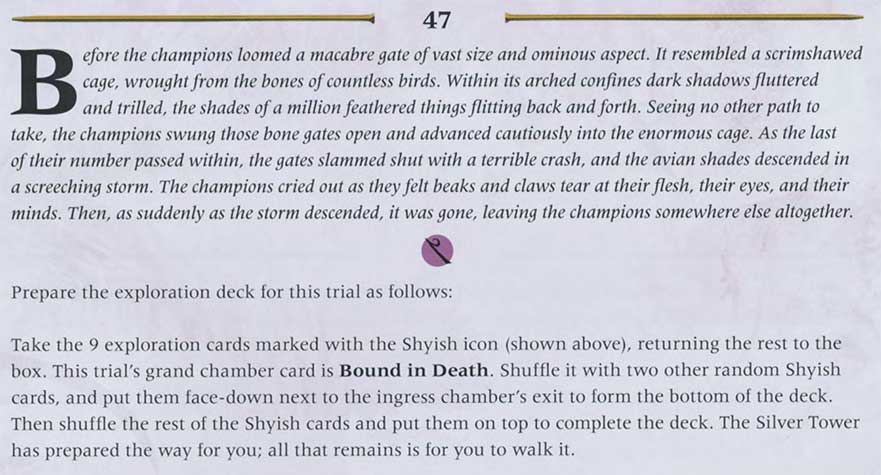 47
Before the champions loomed a macabre gate of vast size and ominous aspect. It resembled a scrimshawed
cage, wrought from the bones of countless birds. Within its arched confines dark shadows fluttered
and trilled, the shades of a million feathered things flitting back and forth. Seeing no other path to
take, the champions swung those bone gates open and advanced cautiously into the enormous cage. As the last
of their number passed within, the gates slammed shut with a terrible crash, and the avian shades descended in
a screeching storm. The champions cried out as they felt beaks and claws tear at their flesh, their eyes, and their
minds. Then, as suddenly as the storm descended, it was gone, leaving the champions somewhere else altogether.
Prepare the exploration deck for this trial as follows:
Take the 9 exploration cards marked with the Shyish icon (shown above), returning the rest to the
box. This trial's grand chamber card is Bound in Death. Shuffle it with two other random Shyish
cards, and put them face-down next to the ingress chamber's exit to form the bottom of the deck.
Then shuffle the rest of the Shyish cards and put them on top to complete the deck. The Silver Tower
has prepared the way for you; all that remains is for you to walk it.